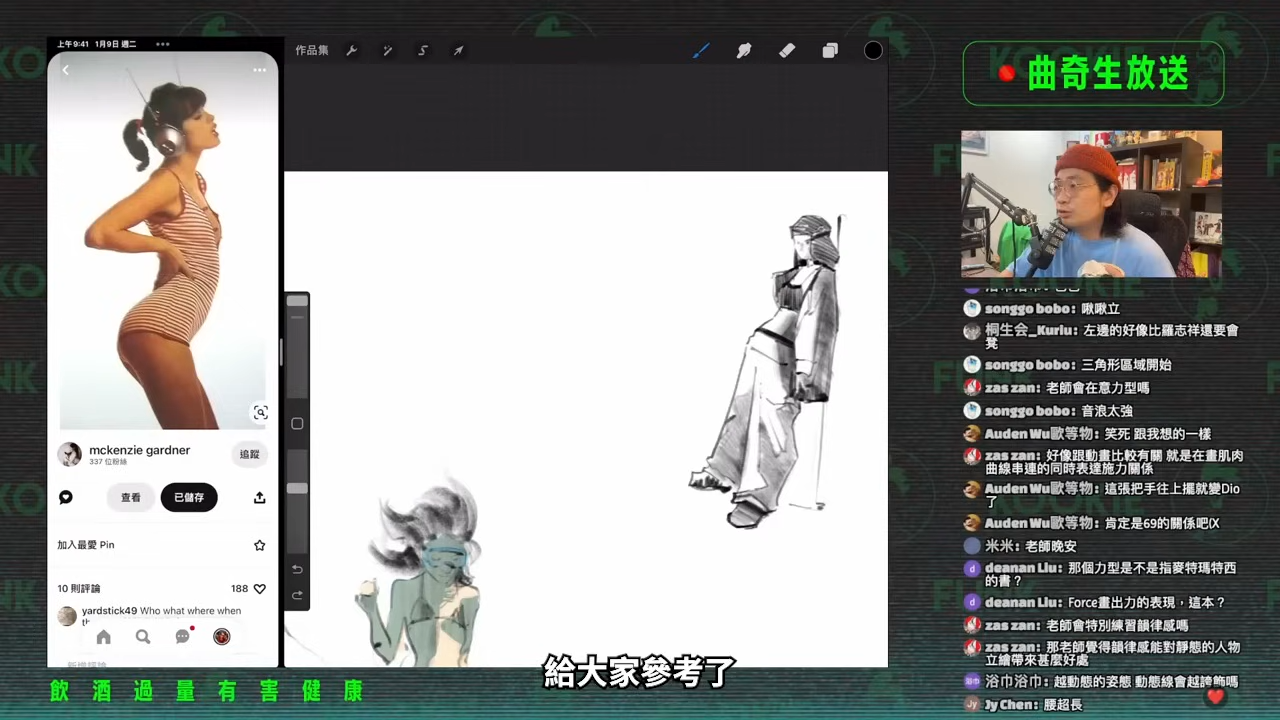 上午9:41 1月9日 週二
作品集
曲奇生放送
mckenzie gardner
337 位粉絲
追蹤
查看
已儲存
加入最愛 Pin
10 則評論
188
yardstick49 Who what where when
songgo bobo: 啾啾立
桐生会_Kuriu: 左邊的好像比羅志祥還要會
凳
songgo bobo: 三角形區域開始
zas zan: 老師會在意力型嗎
songgo bobo: 音浪太強
Auden Wu歐等物: 笑死 跟我想的一樣
zas zan: 好像跟動畫比較有關 就是在畫肌肉
曲線串連的同時表達施力關係
Auden Wu歐等物: 這張把手往上擺就變Dio
了
Auden Wu歐等物: 肯定是69的關係吧(X
米米: 老師晚安
deanan Liu: 那個力型是不是指麥特瑪特西
的書？
deanan Liu: Force畫出力的表現，這本？
zas zan: 老師會特別練習韻律感嗎
zas zan: 那老師覺得韻律感能對靜態的人物
立繪帶來甚麼好處
浴巾浴巾: 越動態的姿態 動態線會越誇飾嗎
Jy Chen: 腰超長
給大家參考了
飲酒過量有害健康